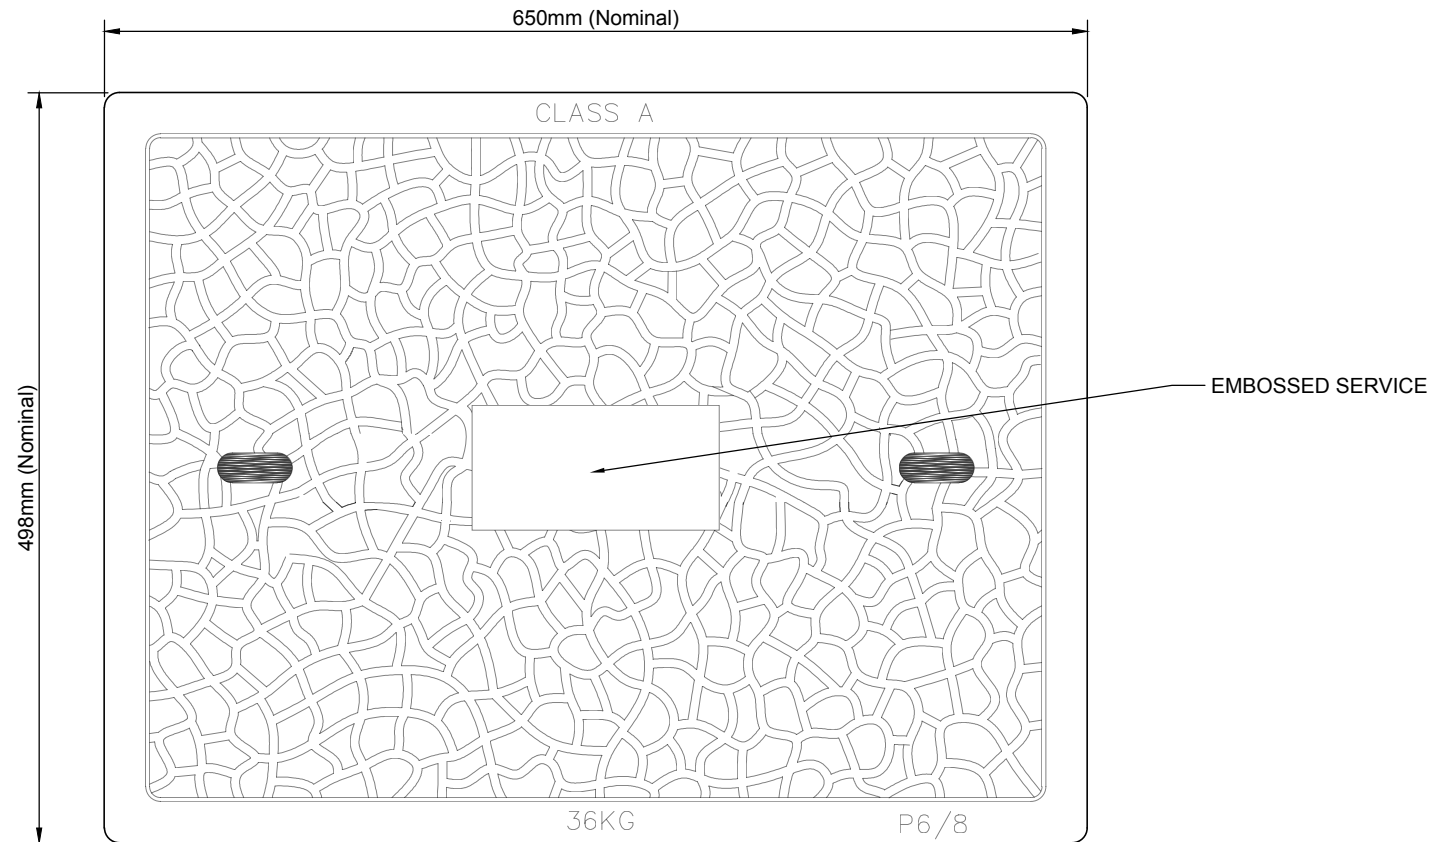 650mm (Nominal)
CLASS A
498mm (Nominal)
EMBOSSED SERVICE
36KG
P6/8